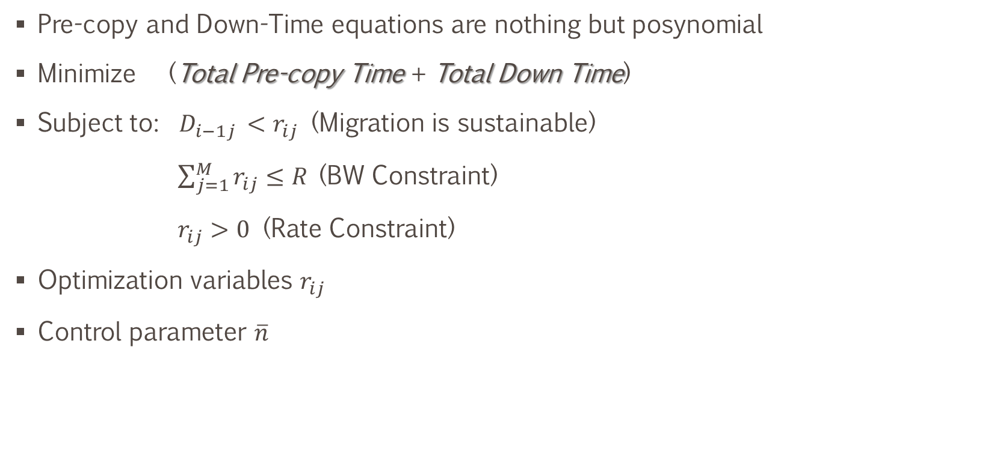 ▪ Pre-copy and Down-Time equations are nothing but posynomial
▪ Minimize (Total Pre-copy Time + Total Down Time)
▪ Subject to: $D_{i-1j} < r_{ij}$ (Migration is sustainable)
$\sum_{j=1}^{M} r_{ij} \leq R$ (BW Constraint)
$r_{ij} > 0$ (Rate Constraint)
▪ Optimization variables $r_{ij}$
▪ Control parameter $\bar{n}$